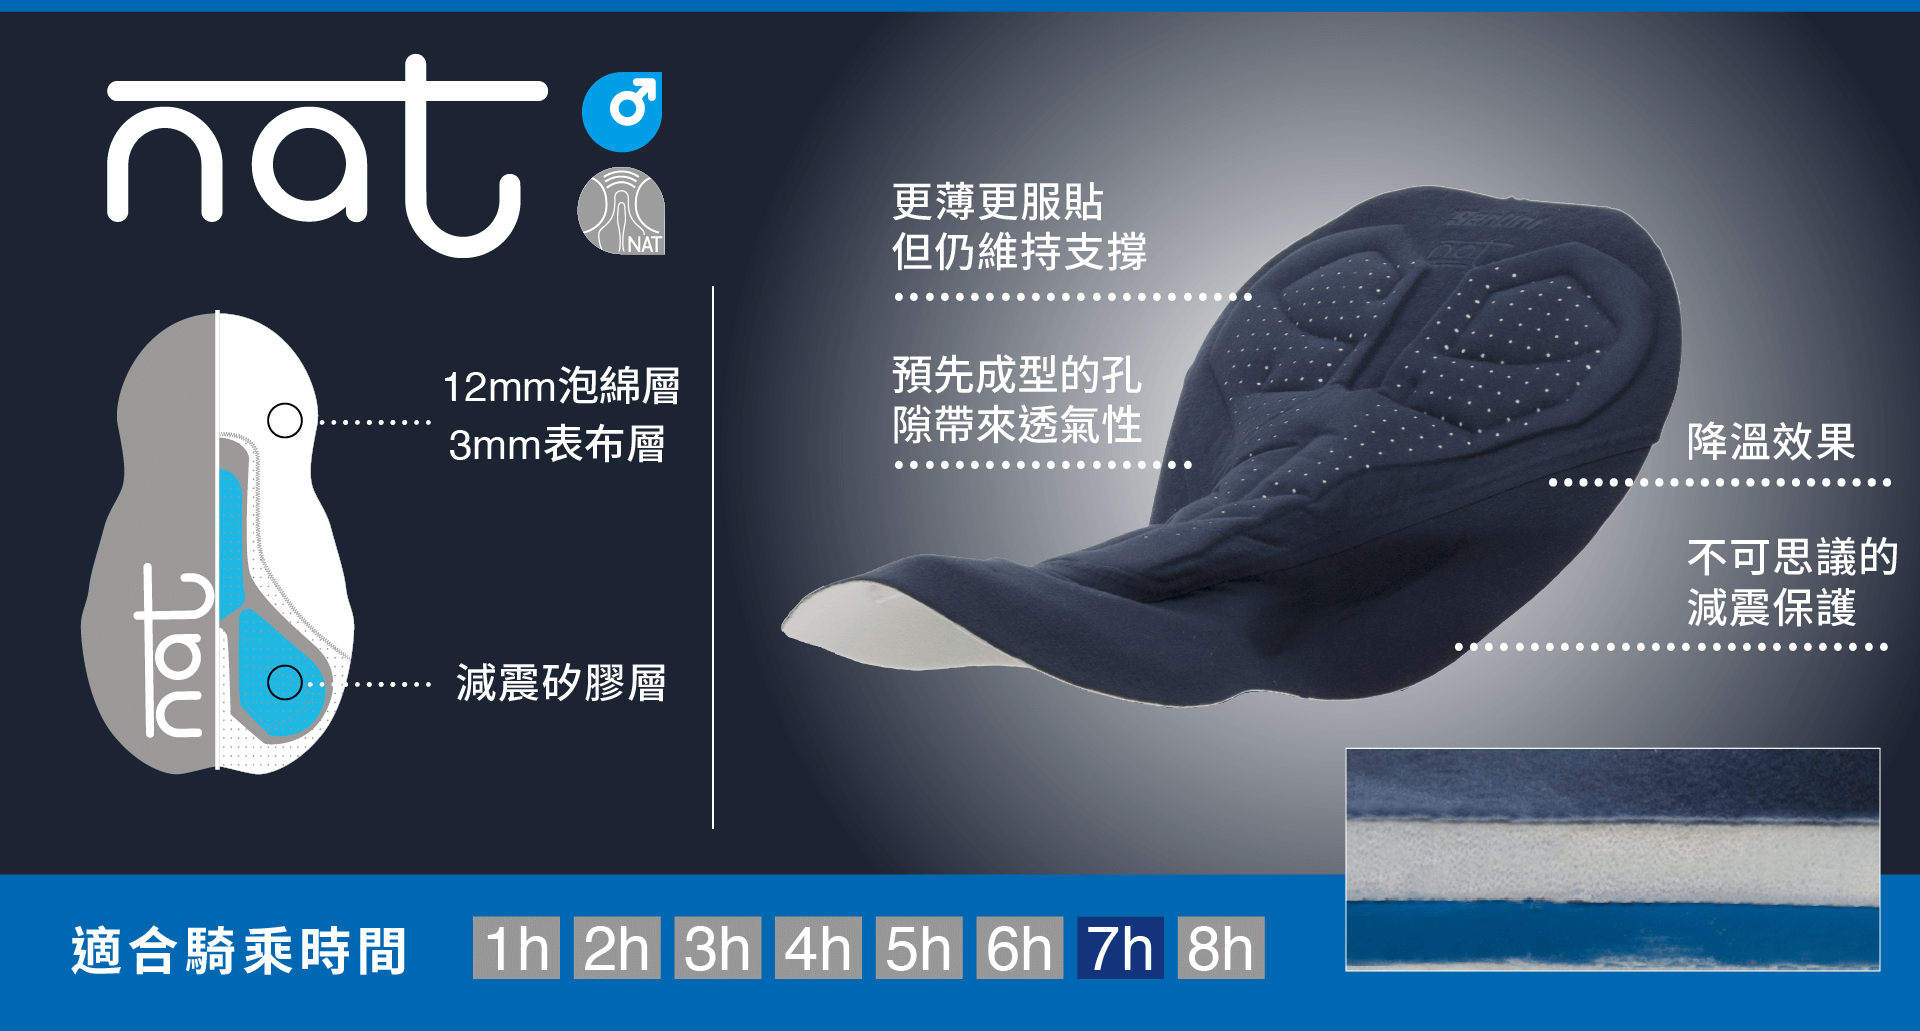 nat
NAT
更薄更服貼
但仍維持支撐
預先成型的孔
隙帶來透氣性
12mm泡綿層
3mm表布層
降溫效果
不可思議的
減震保護
nat
減震矽膠層
nat
適合騎乘時間
1h 2h 3h 4h 5h 6h 7h 8h